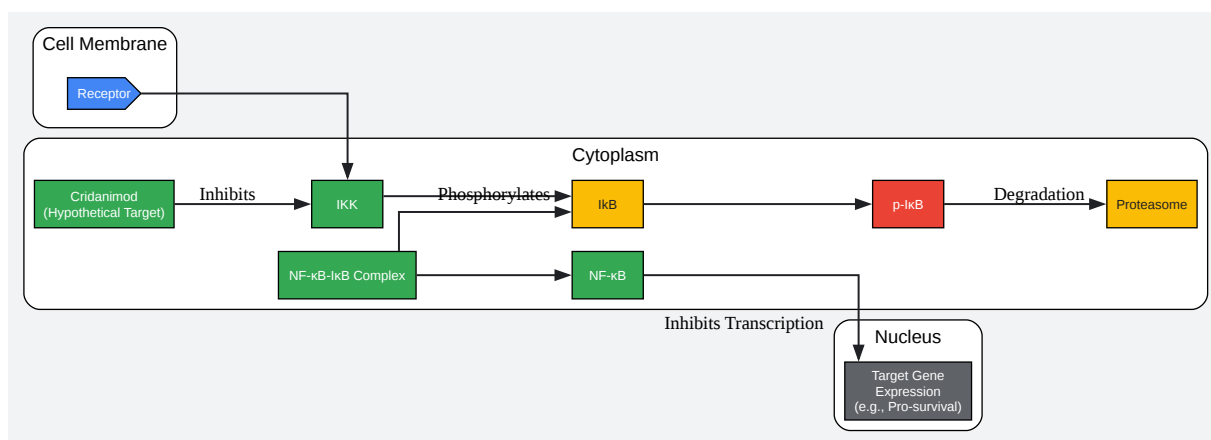 Cell Membrane
Receptor
Cytoplasm
Cridanimod
(Hypothetical Target)
Inhibits
IKK
Phosphorylates
IkB
p-IκB
Degradation
Proteasome
NF-κB-IκB Complex
NF-κB
Inhibits Transcription
Nucleus
Target Gene
Expression
(e.g., Pro-survival)